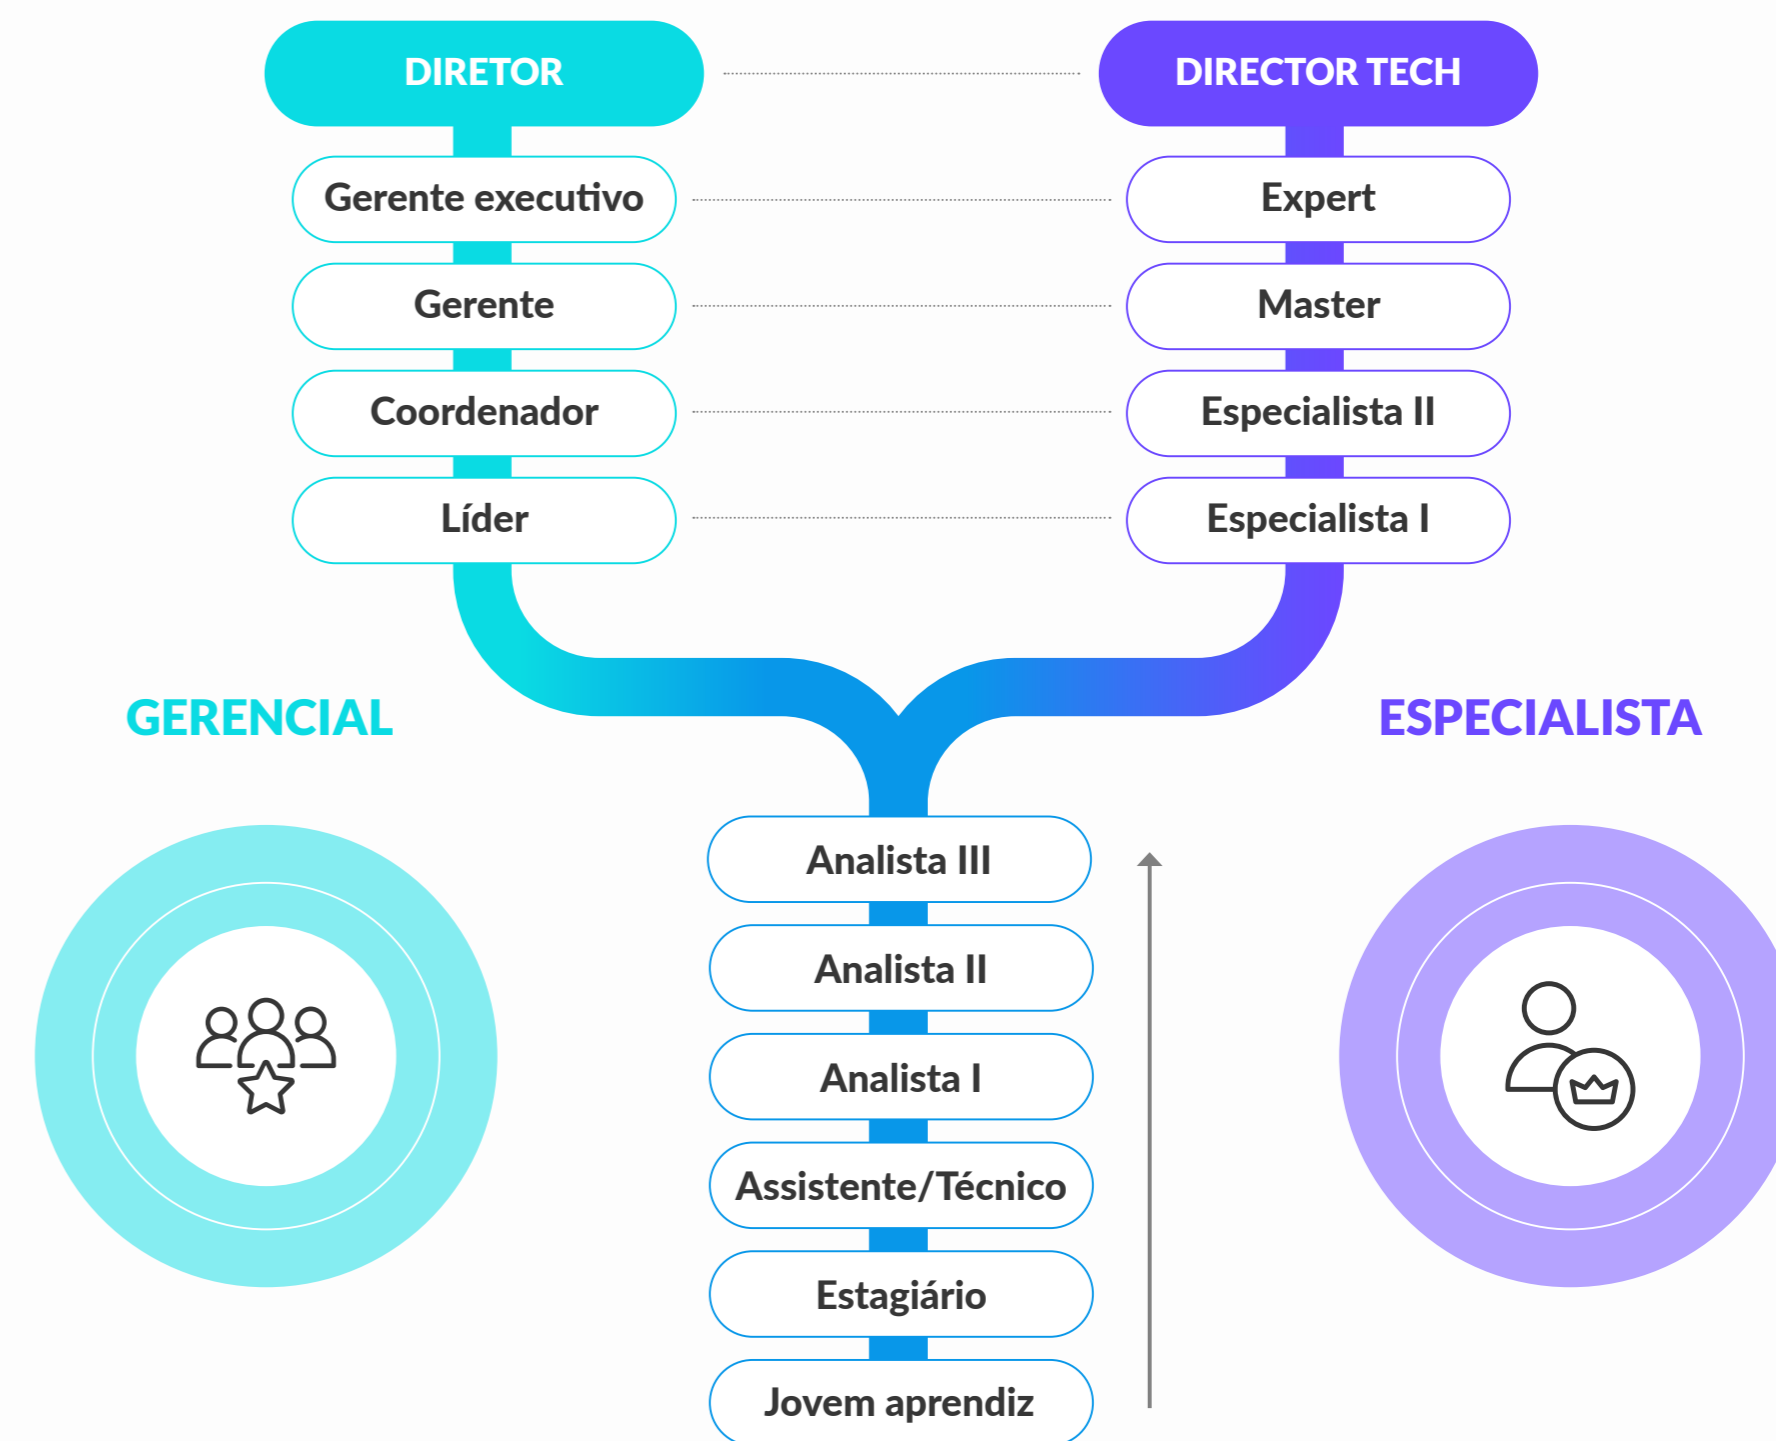 DIRETOR
DIRECTOR TECH
Gerente executivo
Expert
Gerente
Master
Coordenador
Especialista II
Líder
Especialista I
GERENCIAL
ESPECIALISTA
Analista III
Analista II
Analista I
Assistente/Técnico
Estagiário
Jovem aprendiz